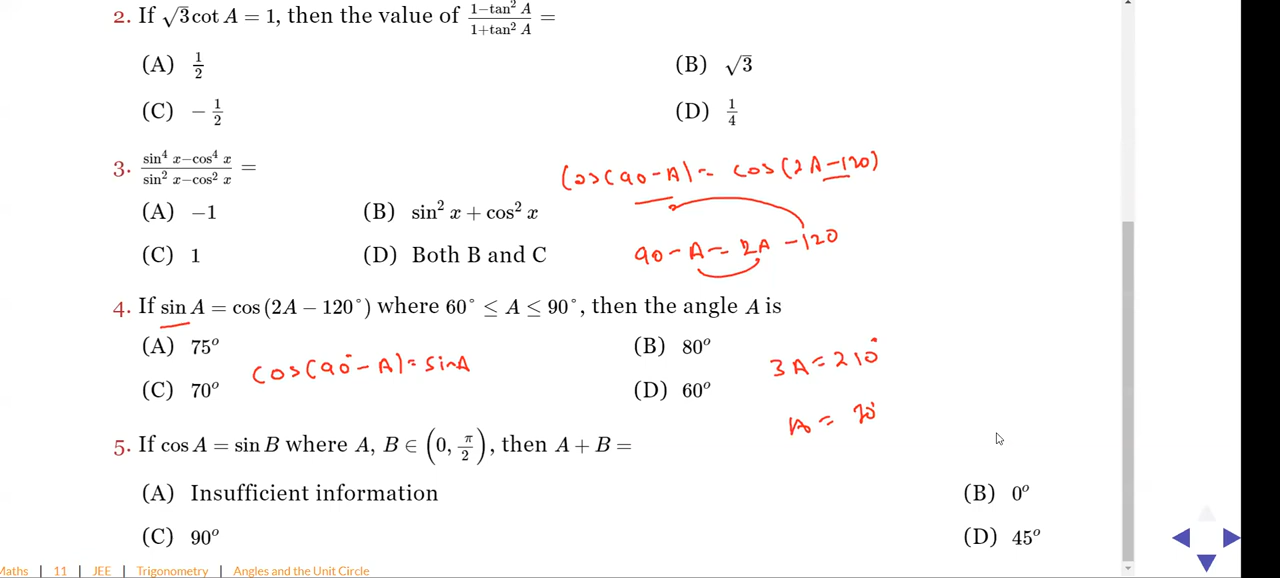 2. If √3 cot A = 1, then the value of (1−tan² A)/(1+tan² A) =
(A) 1/2 (B) √3
(C) −1/2 (D) 1/4
3. (sin⁴ x−cos⁴ x)/(sin² x−cos² x) =
cos(90-A) = cos(2A-120)
(A) −1 (B) sin² x + cos² x
90-A = 2A -120
(C) 1 (D) Both B and C
4. If sin A = cos (2A − 120°) where 60° ≤ A ≤ 90°, then the angle A is
(A) 75° (B) 80°
cos(90°-A) = sinA
3A = 210°
(C) 70° (D) 60°
A = 70°
5. If cos A = sin B where A, B ∈ (0, π/2), then A + B =
(A) Insufficient information (B) 0°
(C) 90° (D) 45°
Maths | 11 | JEE | Trigonometry | Angles and the Unit Circle